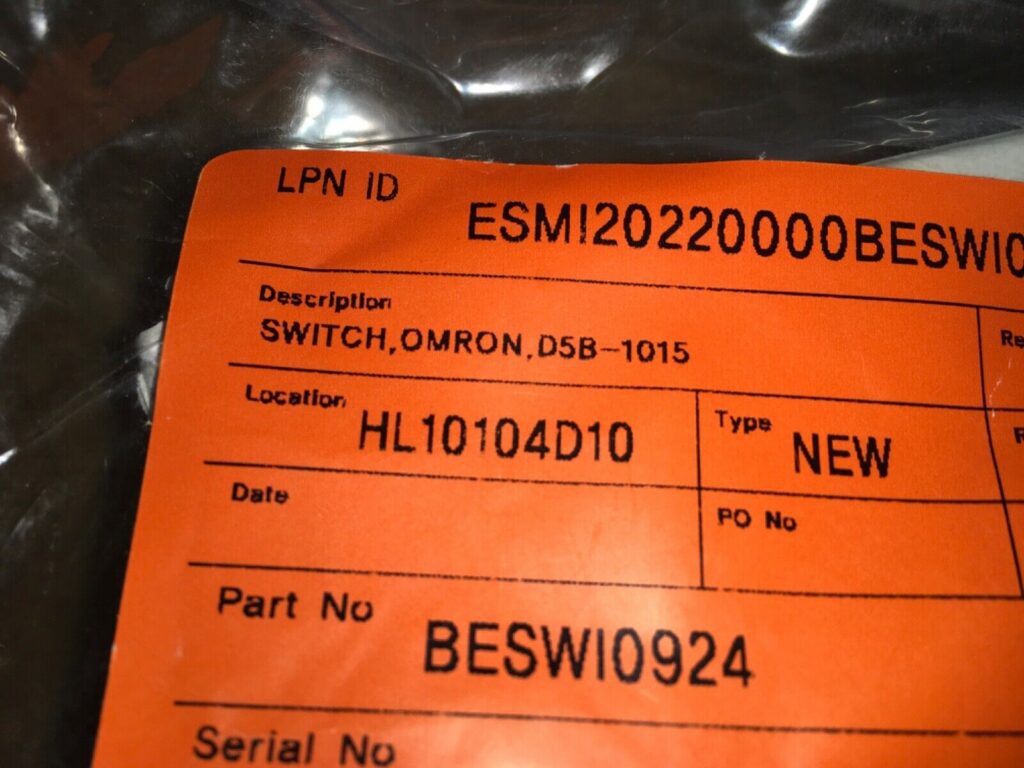 LPN ID
ESMI20220000BESWI0
Description
SWITCH,OMRON,D5B-1015
Re
Location
HL10104D10
Type
NEW
Date
PO No
Part No
BESWI0924
Serial No